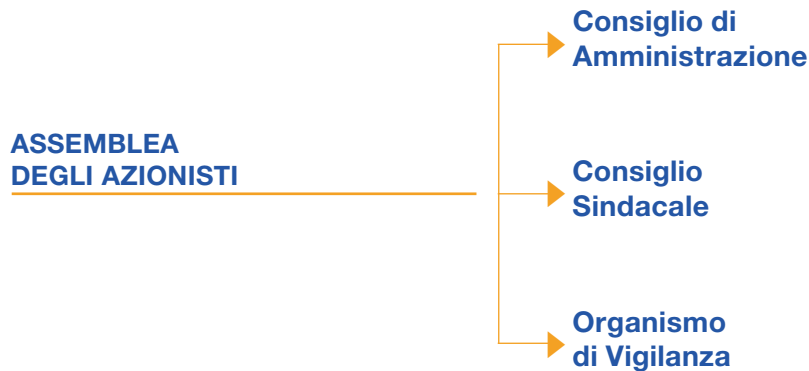 ASSEMBLEA
DEGLI AZIONISTI
Consiglio di
Amministrazione
Consiglio
Sindacale
Organismo
di Vigilanza